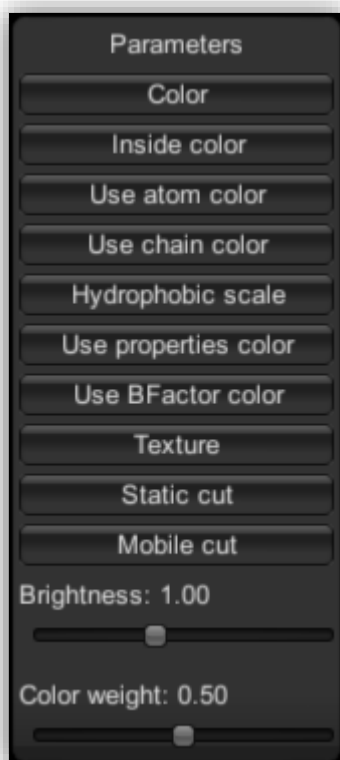 Parameters
Color
Inside color
Use atom color
Use chain color
Hydrophobic scale
Use properties color
Use BFactor color
Texture
Static cut
Mobile cut
Brightness: 1.00
Color weight: 0.50